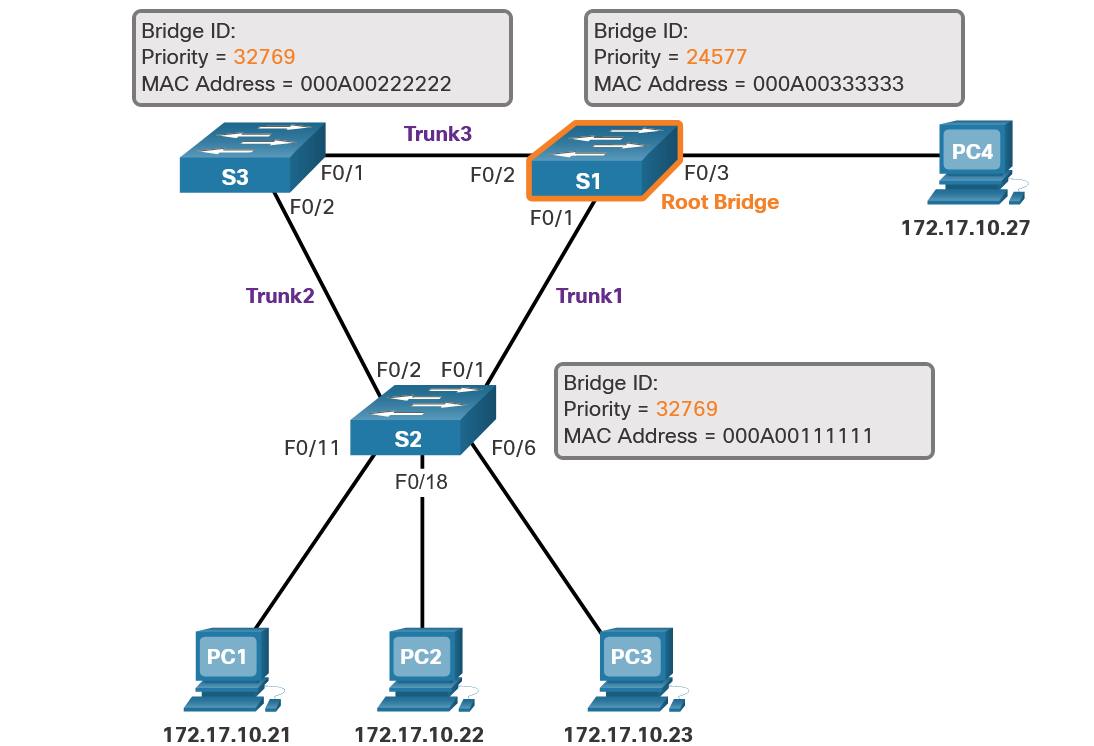 Bridge ID:
Priority = 32769
MAC Address = 000A00222222
Bridge ID:
Priority = 24577
MAC Address = 000A00333333
Trunk3
S3
F0/1
F0/2
S1
F0/3
PC4
F0/2
Root Bridge
F0/1
172.17.10.27
Trunk2
Trunk1
F0/2
F0/1
Bridge ID:
Priority = 32769
MAC Address = 000A00111111
S2
F0/11
F0/6
F0/18
PC1
PC2
PC3
172.17.10.21
172.17.10.22
172.17.10.23